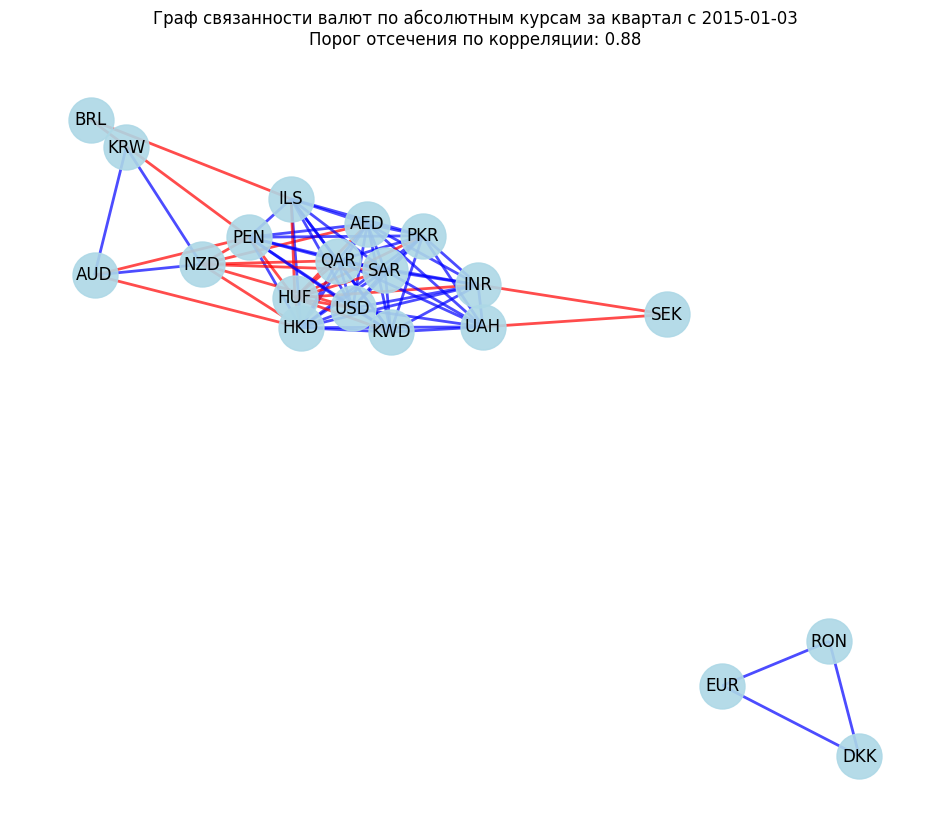 Граф связанности валют по абсолютным курсам за квартал с 2015-01-03
Порог отсечения по корреляции: 0.88
BRL
KRW
ILS
AED
PEN
PKR
QAR
NZD
SAR
AUD
INR
HUF
USD
SEK
HKD
UAH
KWD
RON
EUR
DKK